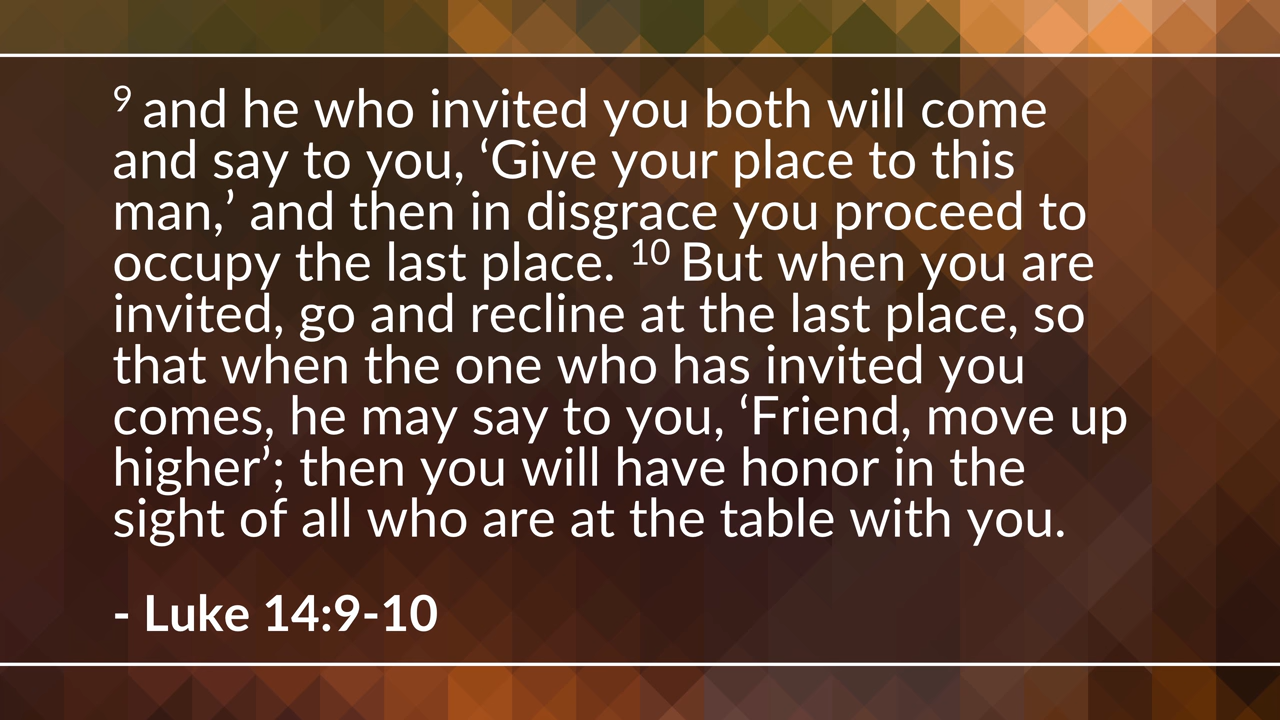 9 and he who invited you both will come
and say to you, ‘Give your place to this
man,’ and then in disgrace you proceed to
occupy the last place. 10 But when you are
invited, go and recline at the last place, so
that when the one who has invited you
comes, he may say to you, ‘Friend, move up
higher’; then you will have honor in the
sight of all who are at the table with you.
- Luke 14:9-10